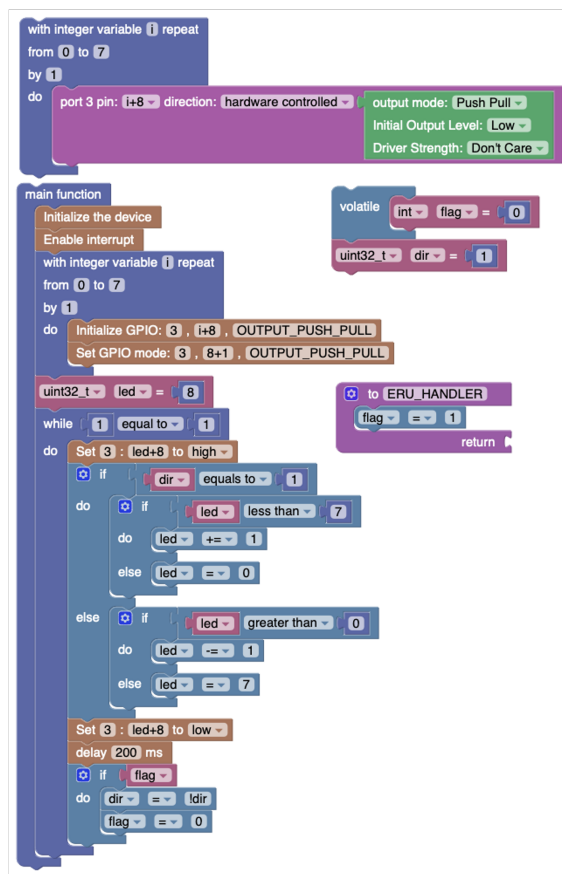 with integer variable i repeat
from 0 to 7
by 1
do port 3 pin: i+8 direction: hardware controlled output mode: Push Pull
Initial Output Level: Low
Driver Strength: Don't Care
main function
Initialize the device
Enable interrupt
with integer variable i repeat
from 0 to 7
by 1
do Initialize GPIO: 3 , i+8 , OUTPUT_PUSH_PULL
Set GPIO mode: 3 , 8+1 , OUTPUT_PUSH_PULL
uint32_t led = 8
while 1 equal to 1
do Set 3 : led+8 to high
if dir equals to 1
do if led less than 7
do led += 1
else led = 0
else if led greater than 0
do led -= 1
else led = 7
Set 3 : led+8 to low
delay 200 ms
if flag
do dir = !dir
flag = 0
volatile int flag = 0
uint32_t dir = 1
to ERU_HANDLER
flag = 1
return